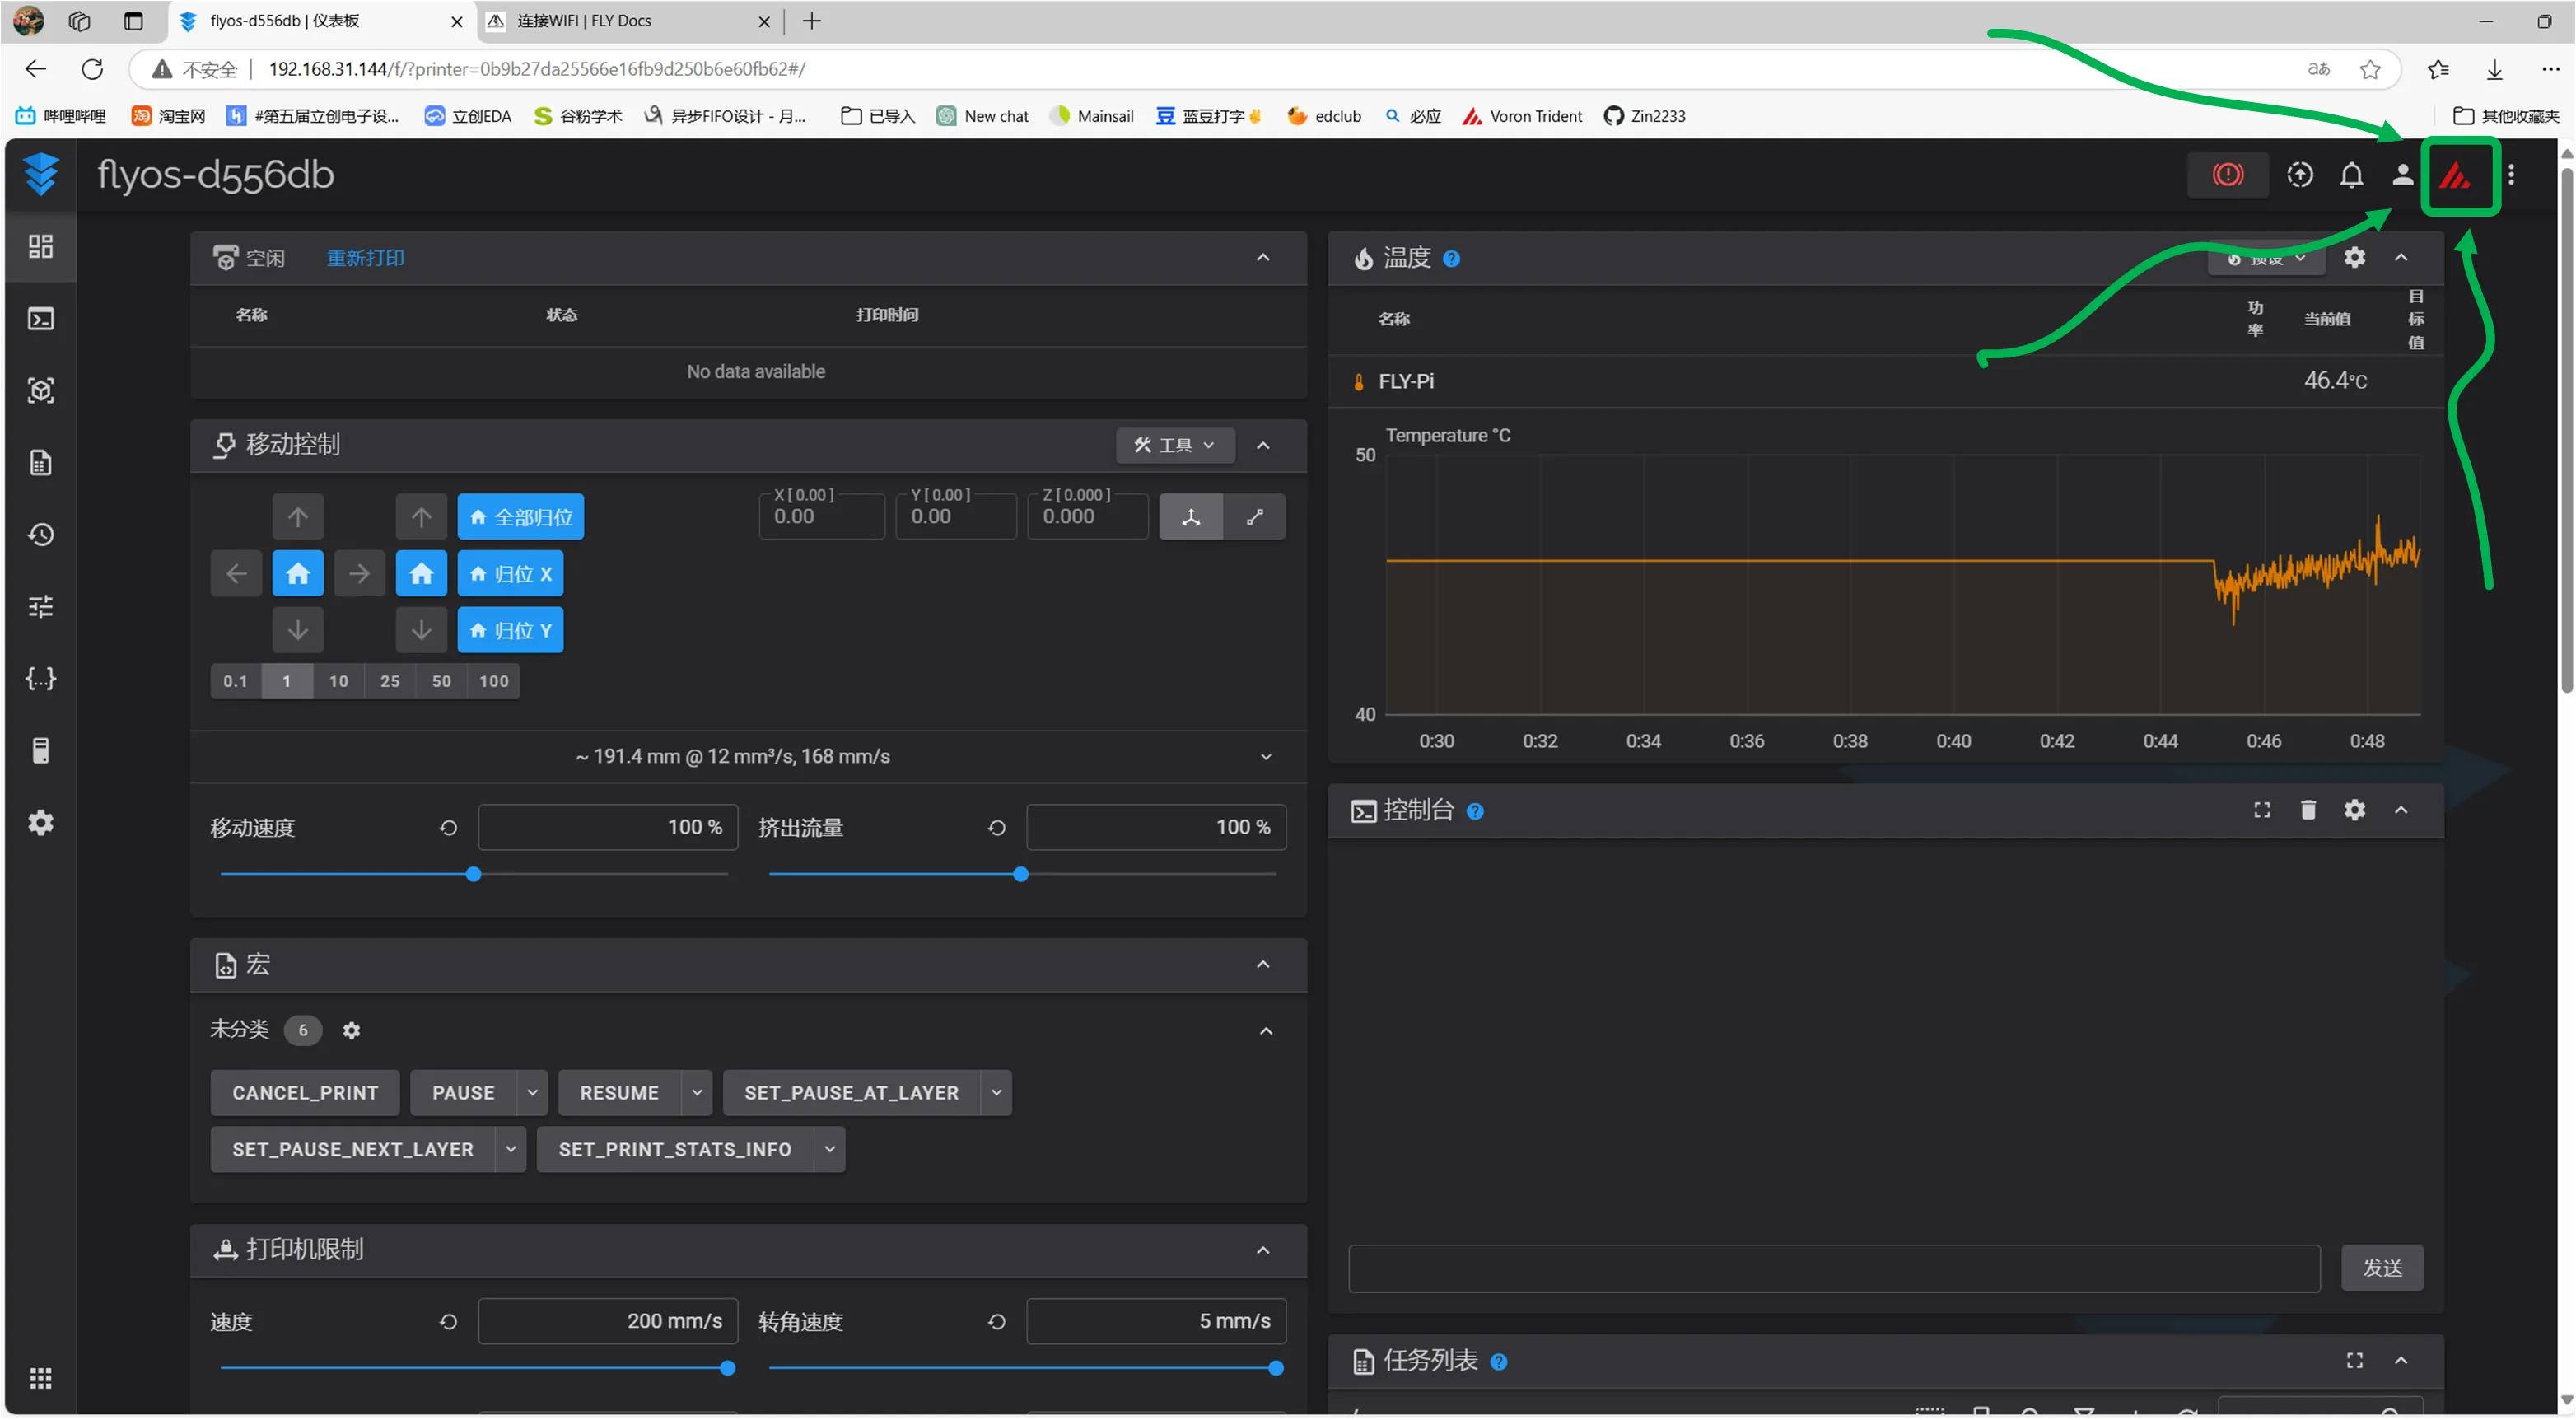 flyos-d556db | 仪表板
连接WIFI | FLY Docs
不安全
192.168.31.144/f/?printer=0b9b27da25566e16fb9d250b6e60fb62#/
aあ
哔哩哔哩
淘宝网
#第五届立创电子设...
立创EDA
谷粉学术
异步FIFO设计 - 月...
已导入
New chat
Mainsail
蓝豆打字✌
edclub
必应
Voron Trident
Zin2233
其他收藏夹
flyos-d556db
空闲
重新打印
名称
状态
打印时间
No data available
移动控制
工具
全部归位
归位 X
归位 Y
X [ 0.00 ]
0.00
Y [ 0.00 ]
0.00
Z [ 0.000 ]
0.000
0.1
1
10
25
50
100
~ 191.4 mm @ 12 mm³/s, 168 mm/s
移动速度
100 %
挤出流量
100 %
宏
未分类
6
CANCEL_PRINT
PAUSE
RESUME
SET_PAUSE_AT_LAYER
SET_PAUSE_NEXT_LAYER
SET_PRINT_STATS_INFO
打印机限制
速度
200 mm/s
转角速度
5 mm/s
温度
预设
名称
功率
当前值
目标值
FLY-Pi
46.4°C
Temperature °C
50
40
0:30
0:32
0:34
0:36
0:38
0:40
0:42
0:44
0:46
0:48
控制台
发送
任务列表